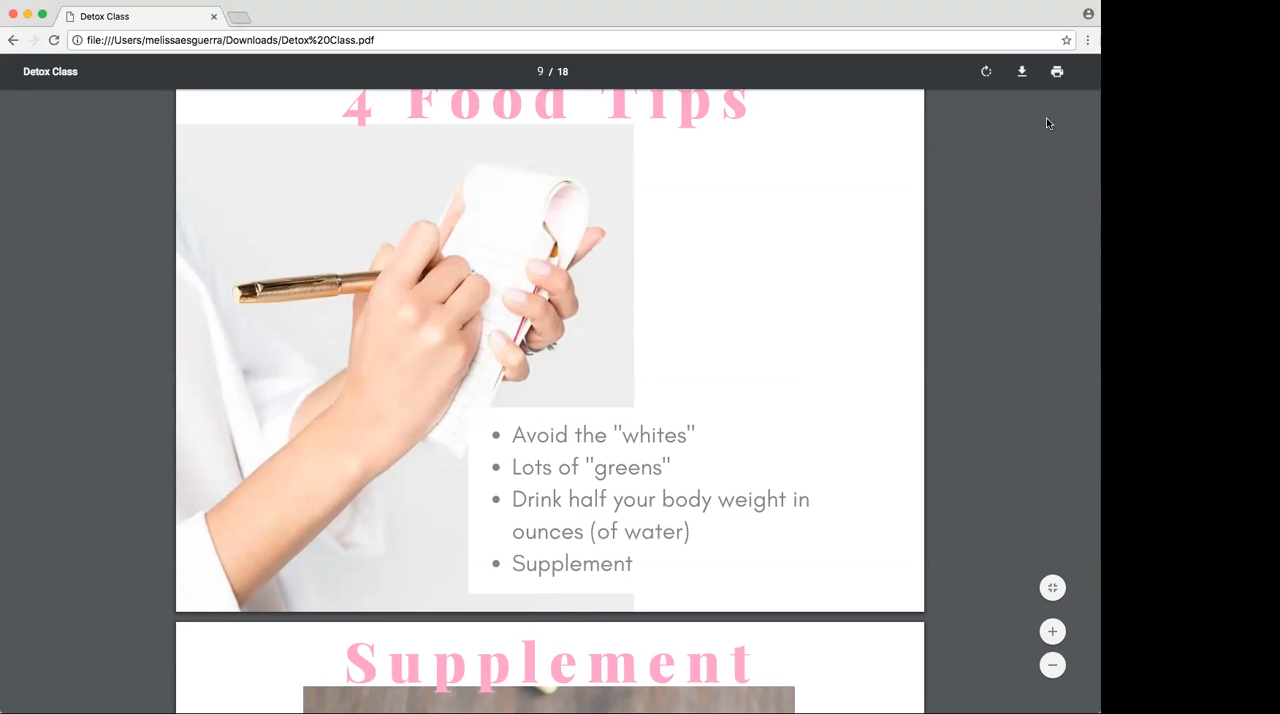 Detox Class
file:///Users/melissaesguerra/Downloads/Detox%20Class.pdf
Detox Class
9 / 18
4 Food Tips
• Avoid the "whites"
• Lots of "greens"
• Drink half your body weight in
ounces (of water)
• Supplement
Supplement